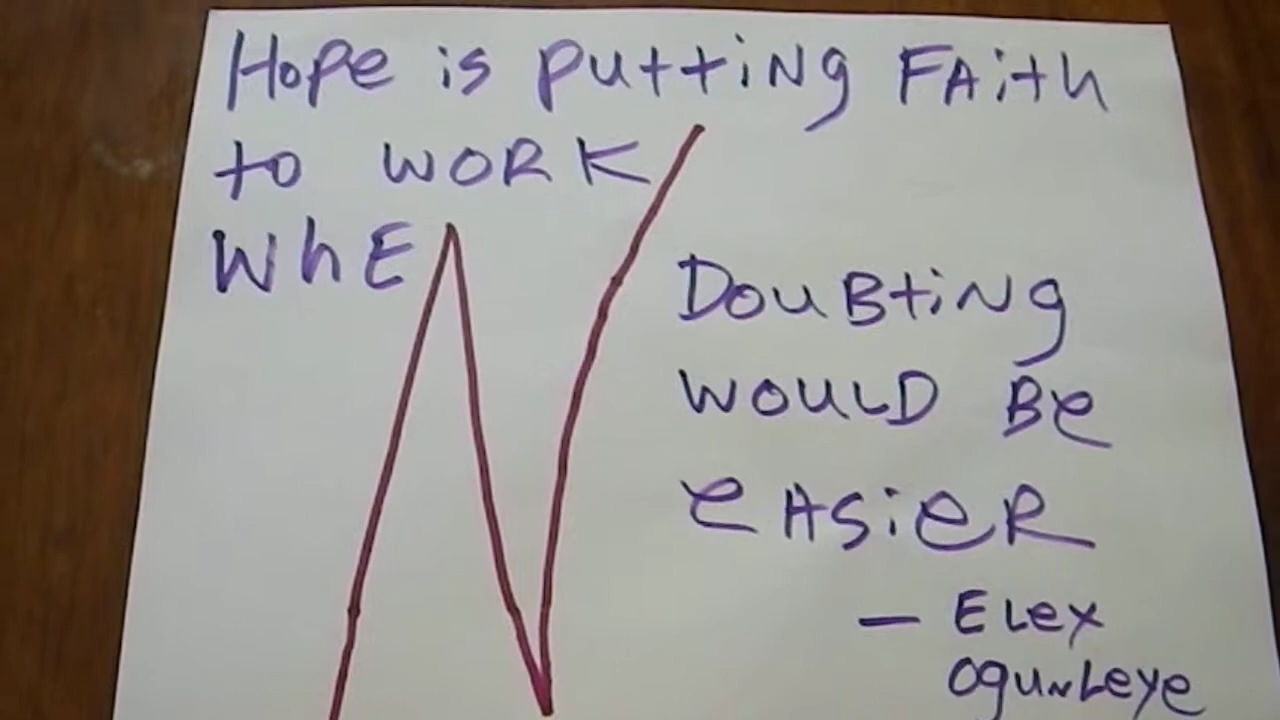 Hope is putting FAith
to WORK
WhEN
DouBting
WOULD Be
eASieR
— ELex
OguNLeye